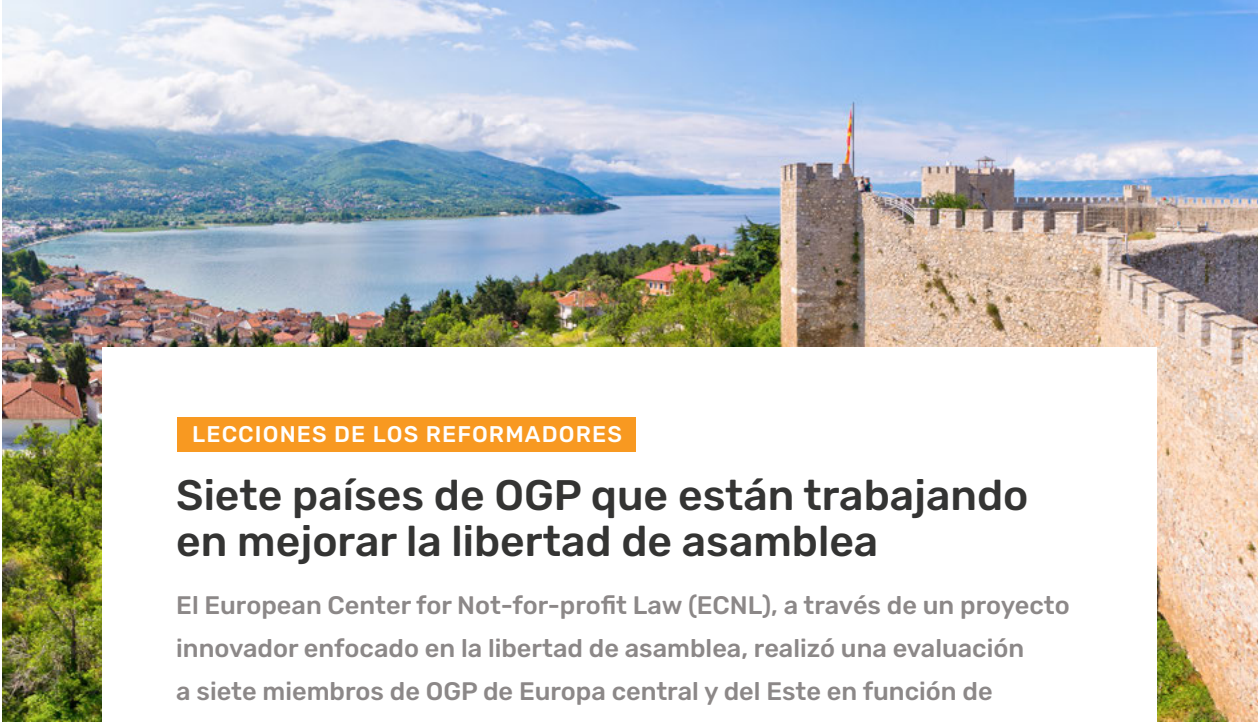 LECCIONES DE LOS REFORMADORES
Siete países de OGP que están trabajando
en mejorar la libertad de asamblea
El European Center for Not-for-profit Law (ECNL), a través de un proyecto
innovador enfocado en la libertad de asamblea, realizó una evaluación
a siete miembros de OGP de Europa central y del Este en función de